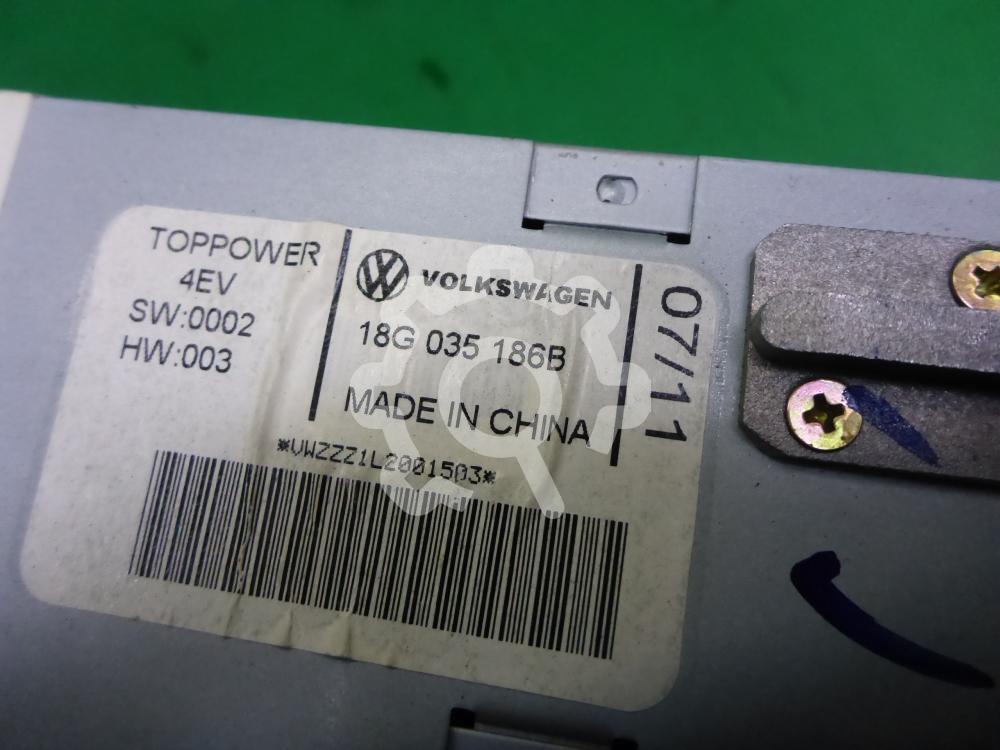 TOPPOWER
4EV
SW:0002
HW:003
VOLKSWAGEN
18G 035 186B
MADE IN CHINA
07/11
*VWZZZ1L2001503*